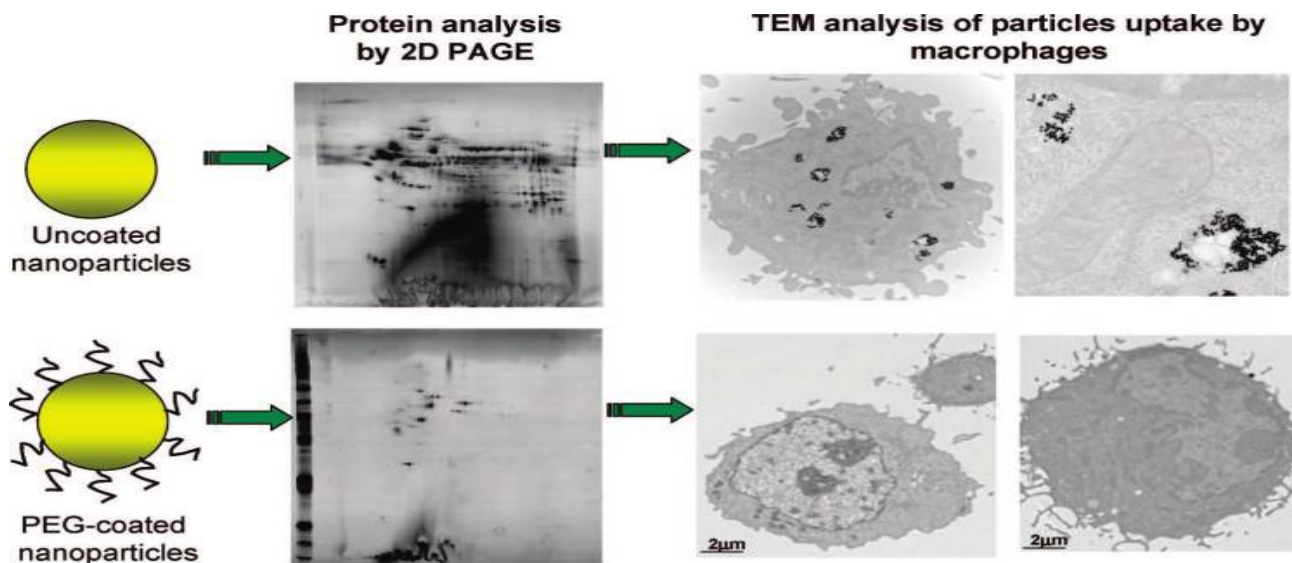 Protein analysis
by 2D PAGE
TEM analysis of particles uptake by
macrophages
Uncoated
nanoparticles
PEG-coated
nanoparticles
2µm
2µm